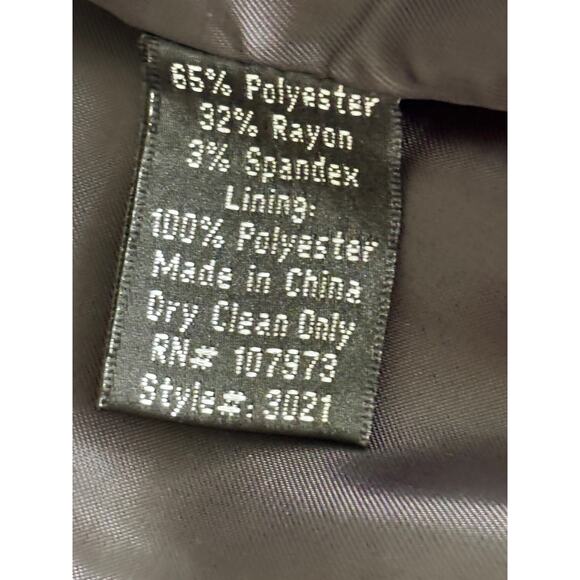 65% Polyester
32% Rayon
3% Spandex
Lining:
100% Polyester
Made in China
Dry Clean Only
RN# 107973
Style#: 3021